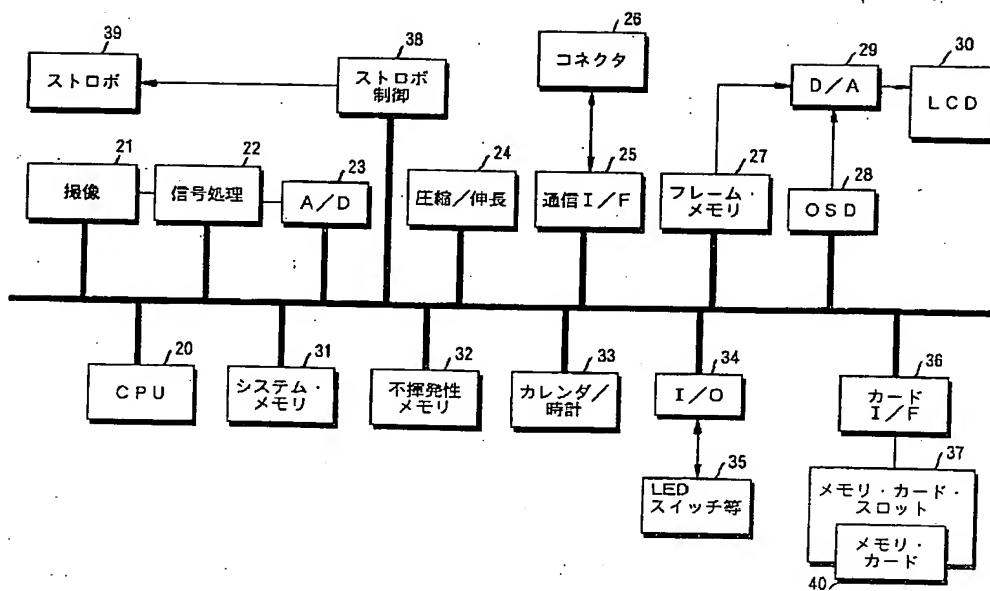 39
ストロボ
38
ストロボ
制御
26
コネクタ
29
D／A
30
LCD
21
撮像
22
信号処理
23
A／D
24
圧縮／伸長
25
通信I／F
27
フレーム・
メモリ
28
OSD
20
CPU
31
システム・
メモリ
32
不揮発性
メモリ
33
カレンダ／
時計
34
I／O
36
カード
I／F
35
LED
スイッチ等
37
メモリ・カード・
スロット
メモリ・
カード
40